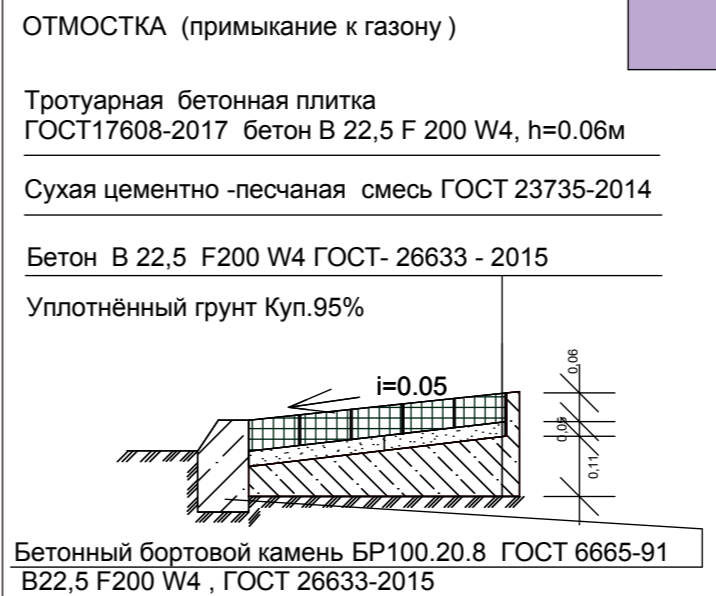 ОТМОСТКА (примыкание к газону )
Тротуарная бетонная плитка
ГОСТ17608-2017 бетон В 22,5 F 200 W4, h=0.06м
Сухая цементно -песчаная смесь ГОСТ 23735-2014
Бетон В 22,5 F200 W4 ГОСТ- 26633 - 2015
Уплотнённый грунт Куп.95%
i=0.05
0,06
0,05
0,11
Бетонный бортовой камень БР100.20.8 ГОСТ 6665-91
В22,5 F200 W4 , ГОСТ 26633-2015